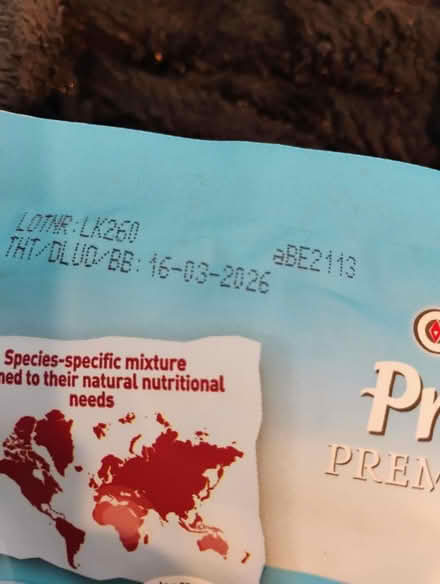 LOTNR:LK260
THT/DLUO/BB: 16-03-2026
aBE2113
Species-specific mixture
ned to their natural nutritional
needs
Pr
PREM